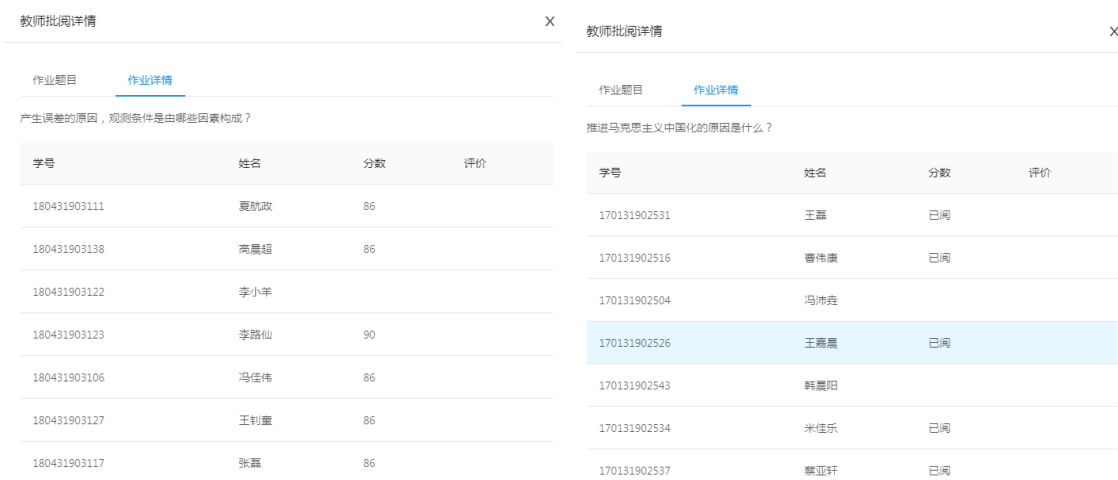 教师批阅详情 X
作业题目 作业详情
产生误差的原因，观测条件是由哪些因素构成？
学号 姓名 分数 评价
180431903111 夏航政 86
180431903138 高晨超 86
180431903122 李小羊
180431903123 李路仙 90
180431903106 冯佳伟 86
180431903127 王钊童 86
180431903117 张磊 86
教师批阅详情 X
作业题目 作业详情
推进马克思主义中国化的原因是什么？
学号 姓名 分数 评价
170131902531 王磊 已阅
170131902516 曹伟康 已阅
170131902504 冯沛垚
170131902526 王嘉晨 已阅
170131902543 韩晨阳
170131902534 米佳乐 已阅
170131902537 蔡亚轩 已阅